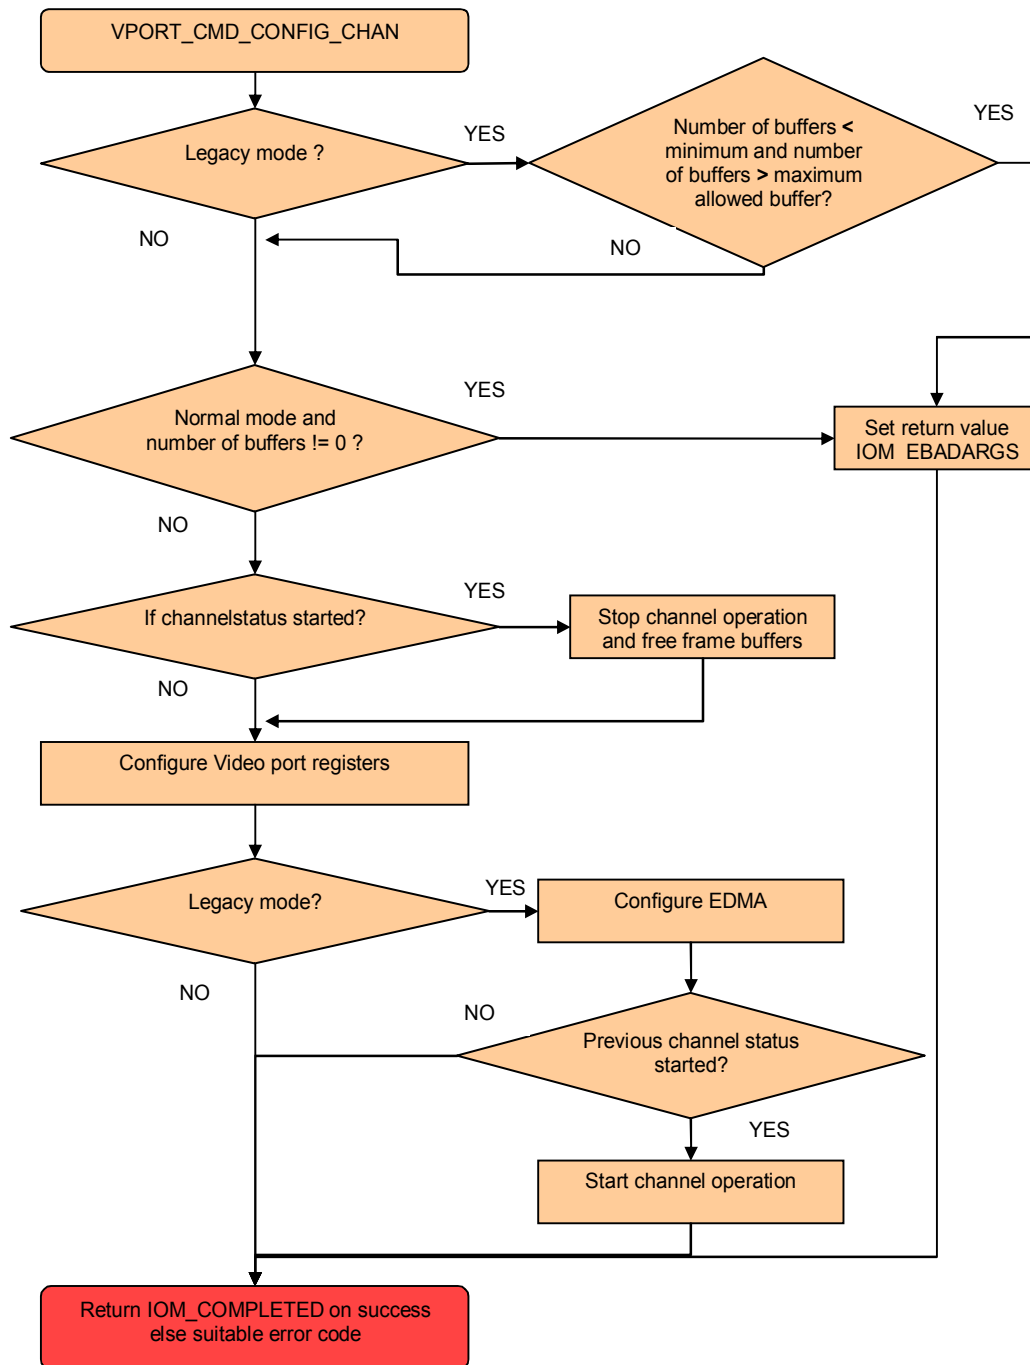 VPORT_CMD_CONFIG_CHAN
Legacy mode ?
YES
Number of buffers <
minimum and number
of buffers > maximum
allowed buffer?
YES
NO
NO
Normal mode and
number of buffers != 0 ?
YES
Set return value
IOM_EBADARGS
NO
If channelstatus started?
YES
Stop channel operation
and free frame buffers
NO
Configure Video port registers
Legacy mode?
YES
Configure EDMA
NO
NO
Previous channel status
started?
YES
Start channel operation
Return IOM_COMPLETED on success
else suitable error code